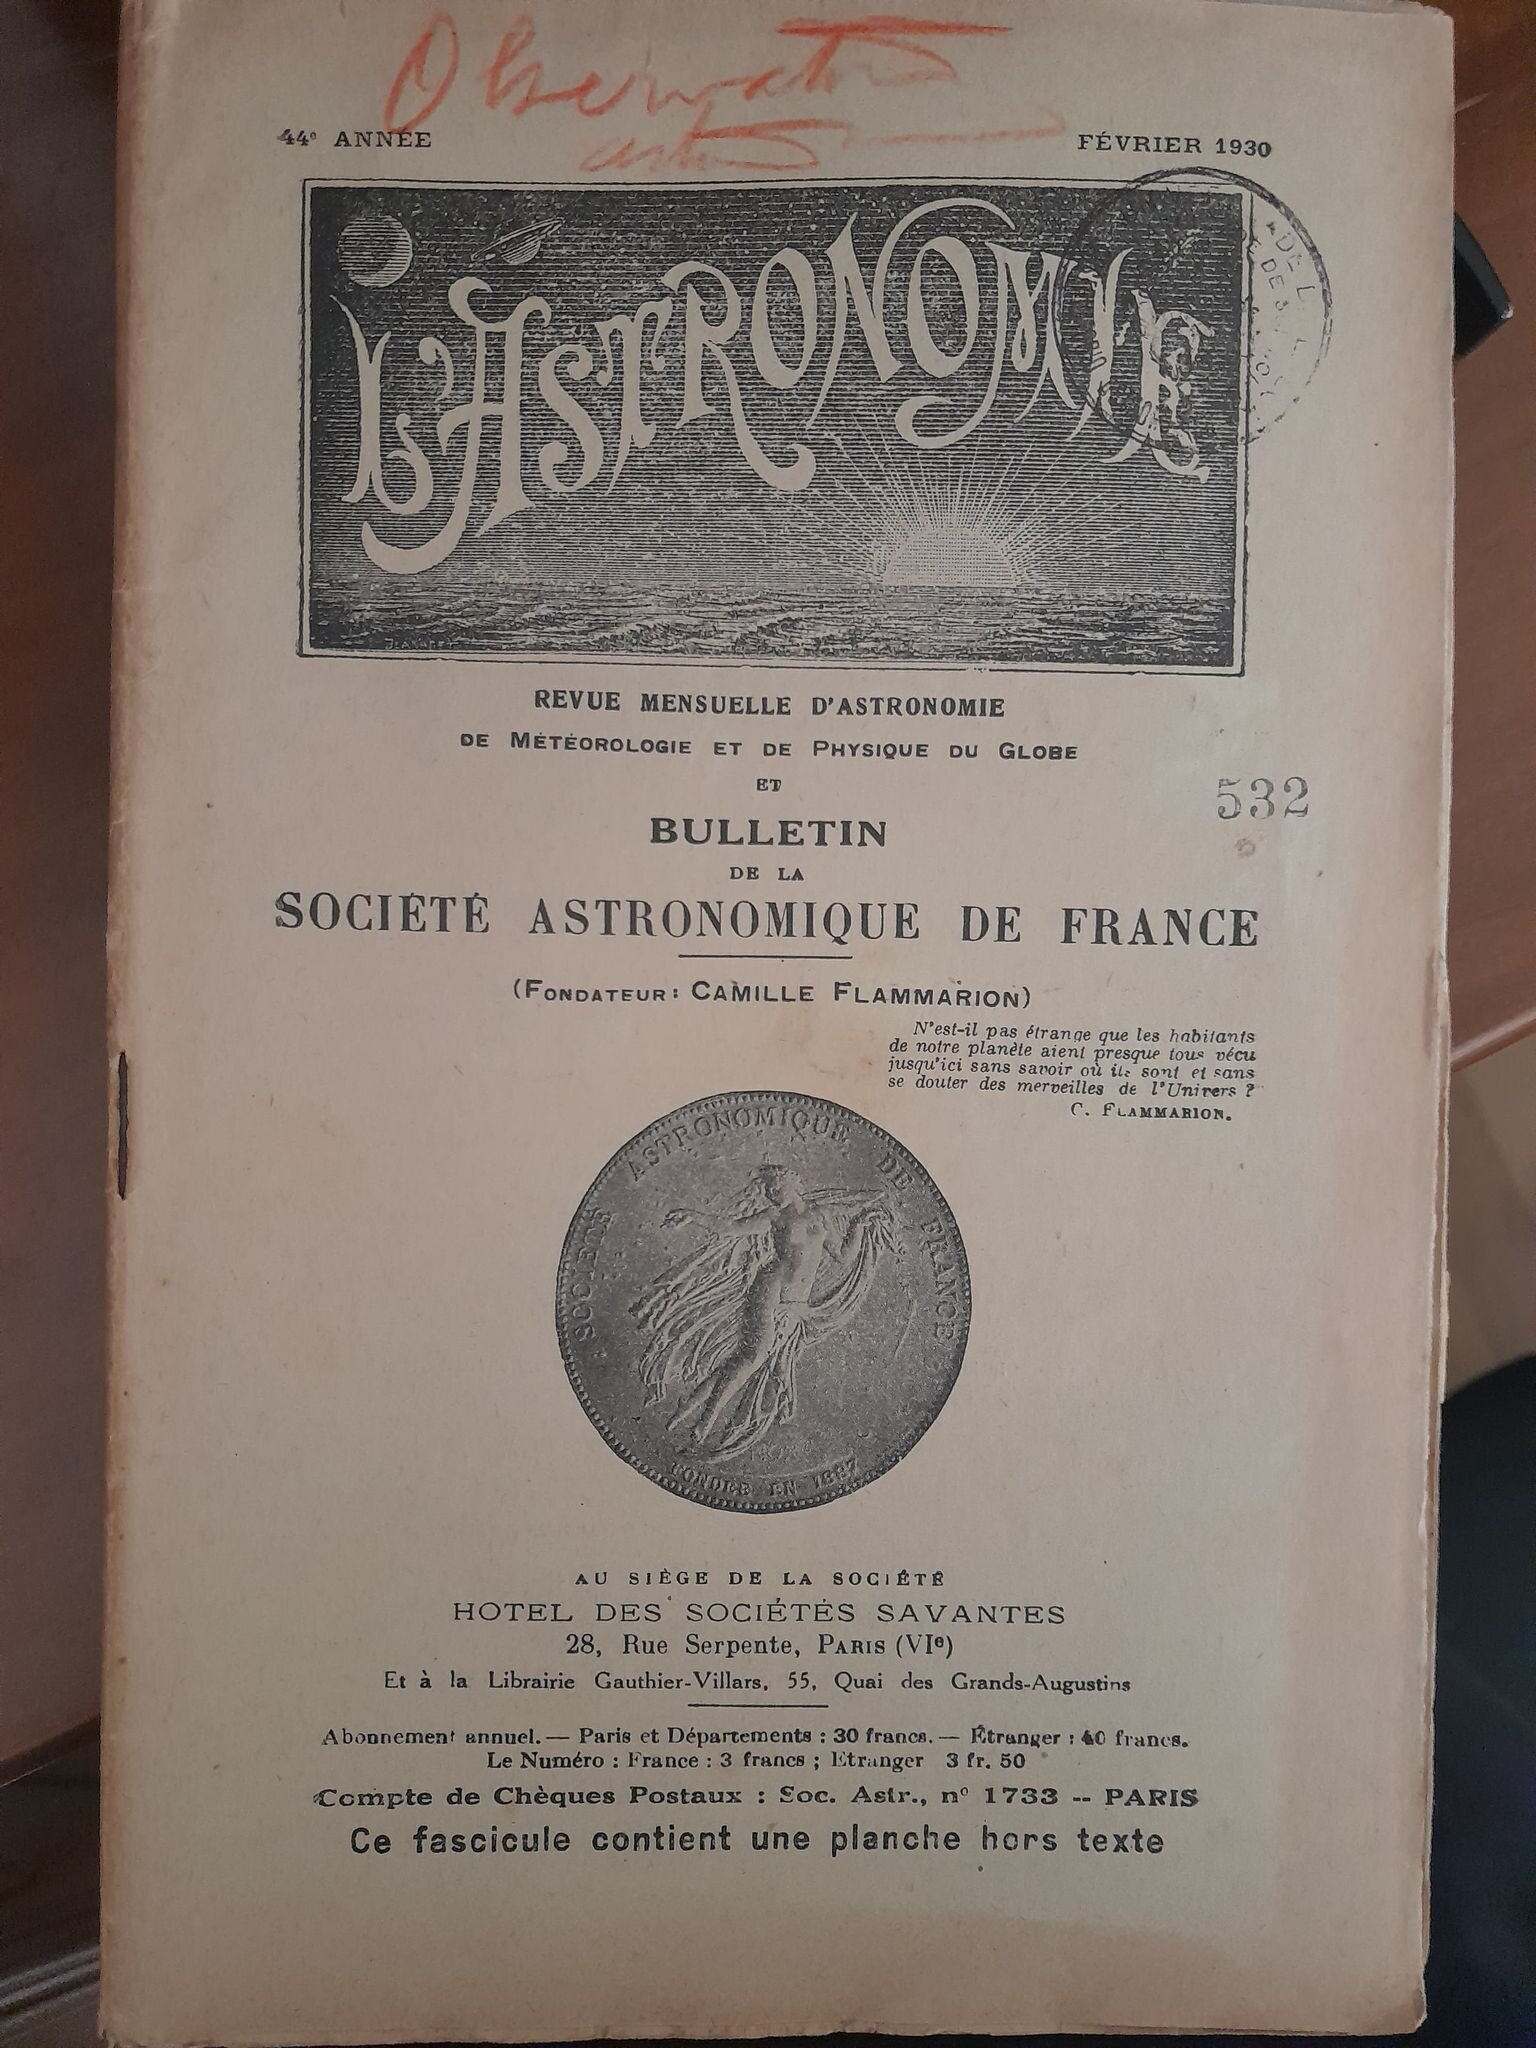 Observato
44ᵉ ANNÉE
FÉVRIER 1930
L'ASTRONOMIE
REVUE MENSUELLE D'ASTRONOMIE
DE MÉTÉOROLOGIE ET DE PHYSIQUE DU GLOBE
ET
532
BULLETIN
DE LA
SOCIÉTÉ ASTRONOMIQUE DE FRANCE
(FONDATEUR: CAMILLE FLAMMARION)
N'est-il pas étrange que les habitants
de notre planète aient presque tous vécu
jusqu'ici sans savoir où ils sont et sans
se douter des merveilles de l'Univers ?
C. FLAMMARION.
SOCIETE ASTRONOMIQUE DE FRANCE
FONDEE EN 1887
AU SIÈGE DE LA SOCIÉTÉ
HOTEL DES SOCIÉTÉS SAVANTES
28, Rue Serpente, PARIS (VIᵉ)
Et à la Librairie Gauthier-Villars, 55, Quai des Grands-Augustins
Abonnement annuel. — Paris et Départements : 30 francs. — Étranger : 40 francs.
Le Numéro : France : 3 francs ; Etranger 3 fr. 50
Compte de Chèques Postaux : Soc. Astr., n° 1733 -- PARIS
Ce fascicule contient une planche hors texte